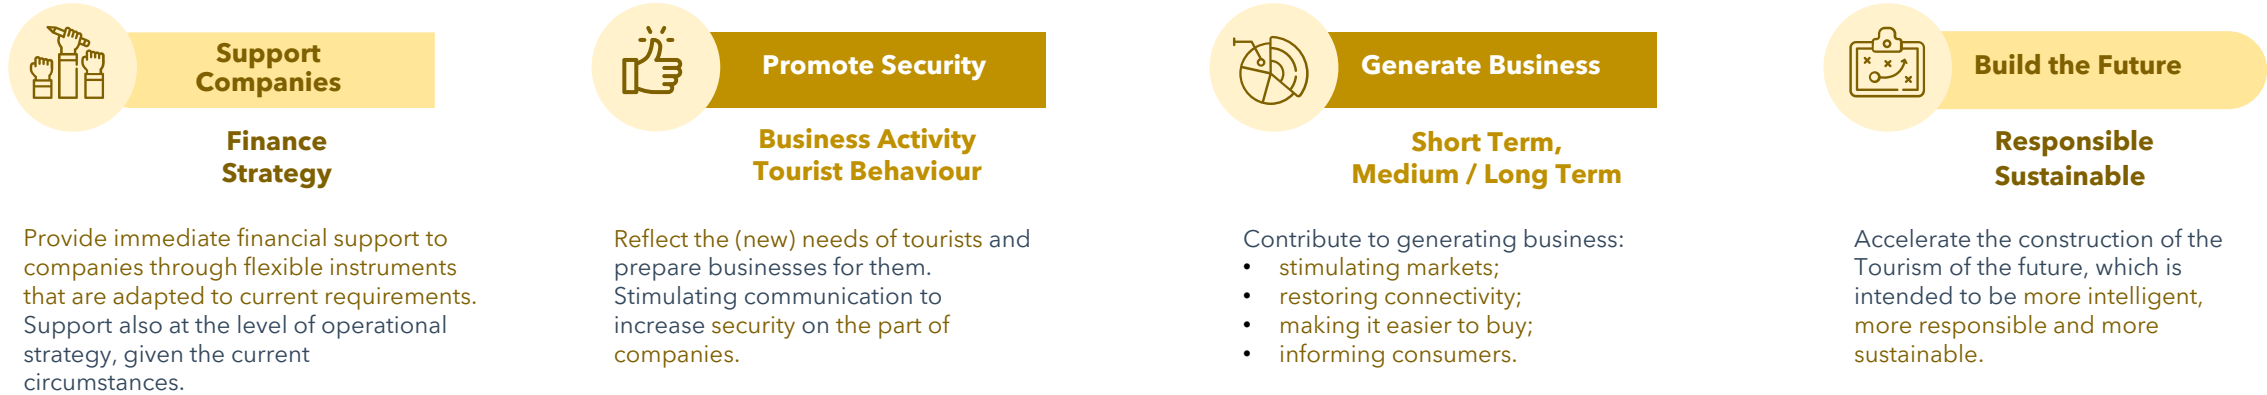 Support
Companies
Finance
Strategy
Provide immediate financial support to
companies through flexible instruments
that are adapted to current requirements.
Support also at the level of operational
strategy, given the current
circumstances.
Promote Security
Business Activity
Tourist Behaviour
Reflect the (new) needs of tourists and
prepare businesses for them.
Stimulating communication to
increase security on the part of
companies.
Generate Business
Short Term,
Medium / Long Term
Contribute to generating business:
• stimulating markets;
• restoring connectivity;
• making it easier to buy;
• informing consumers.
Build the Future
Responsible
Sustainable
Accelerate the construction of the
Tourism of the future, which is
intended to be more intelligent,
more responsible and more
sustainable.